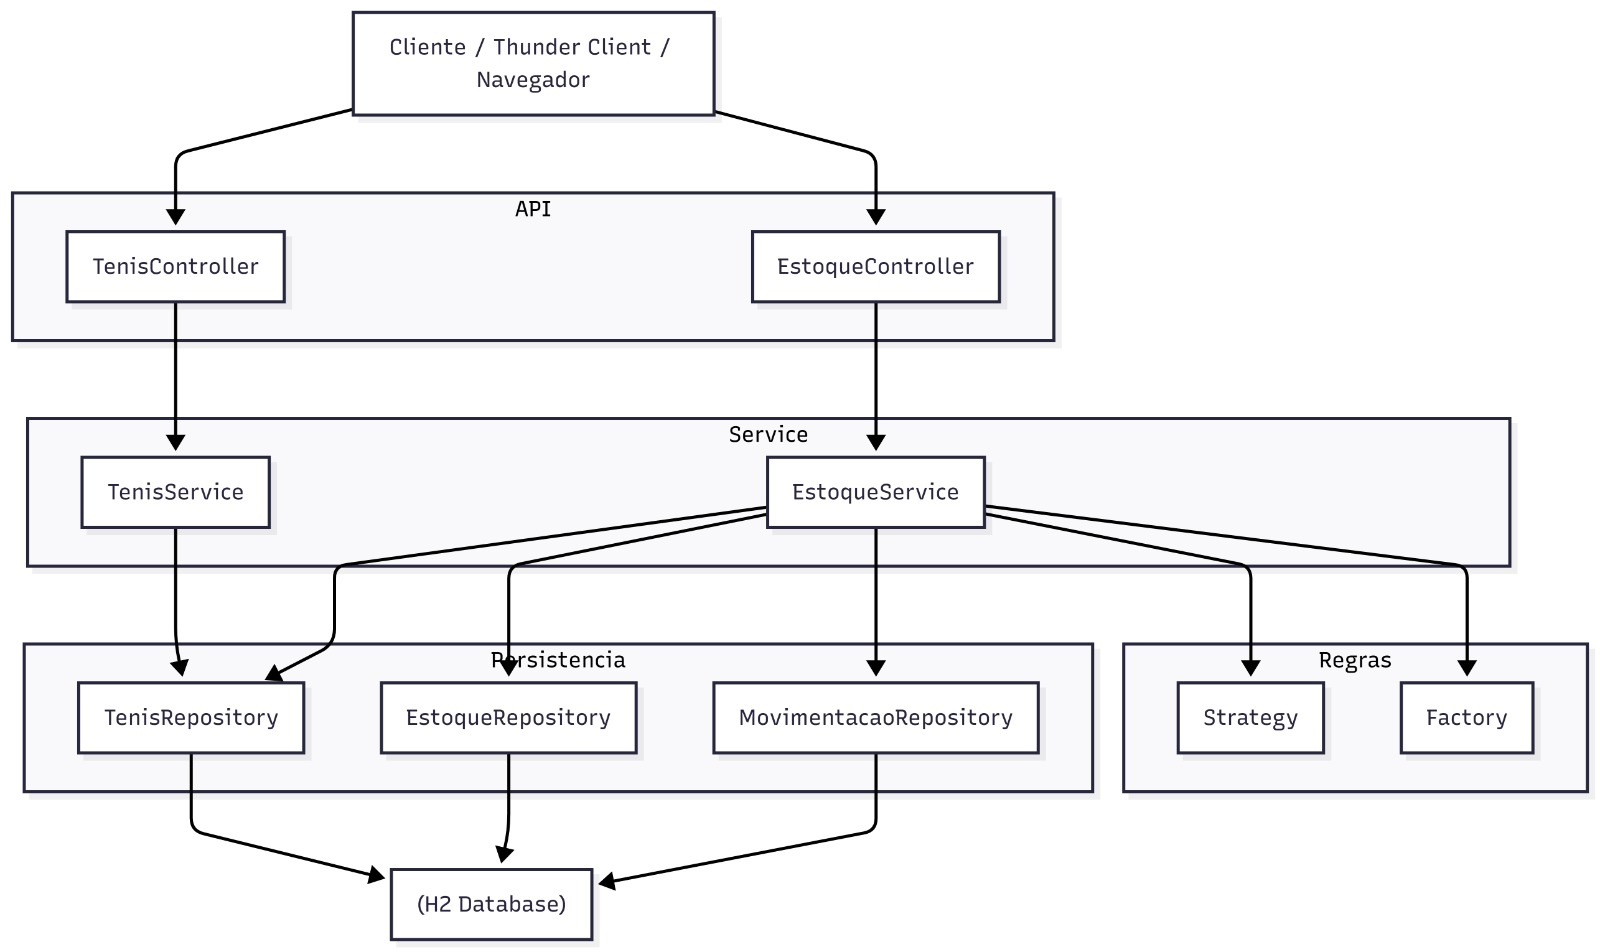 Cliente / Thunder Client /
Navegador
API
TenisController
EstoqueController
Service
TenisService
EstoqueService
Persistencia
Regras
TenisRepository
EstoqueRepository
MovimentacaoRepository
Strategy
Factory
(H2 Database)